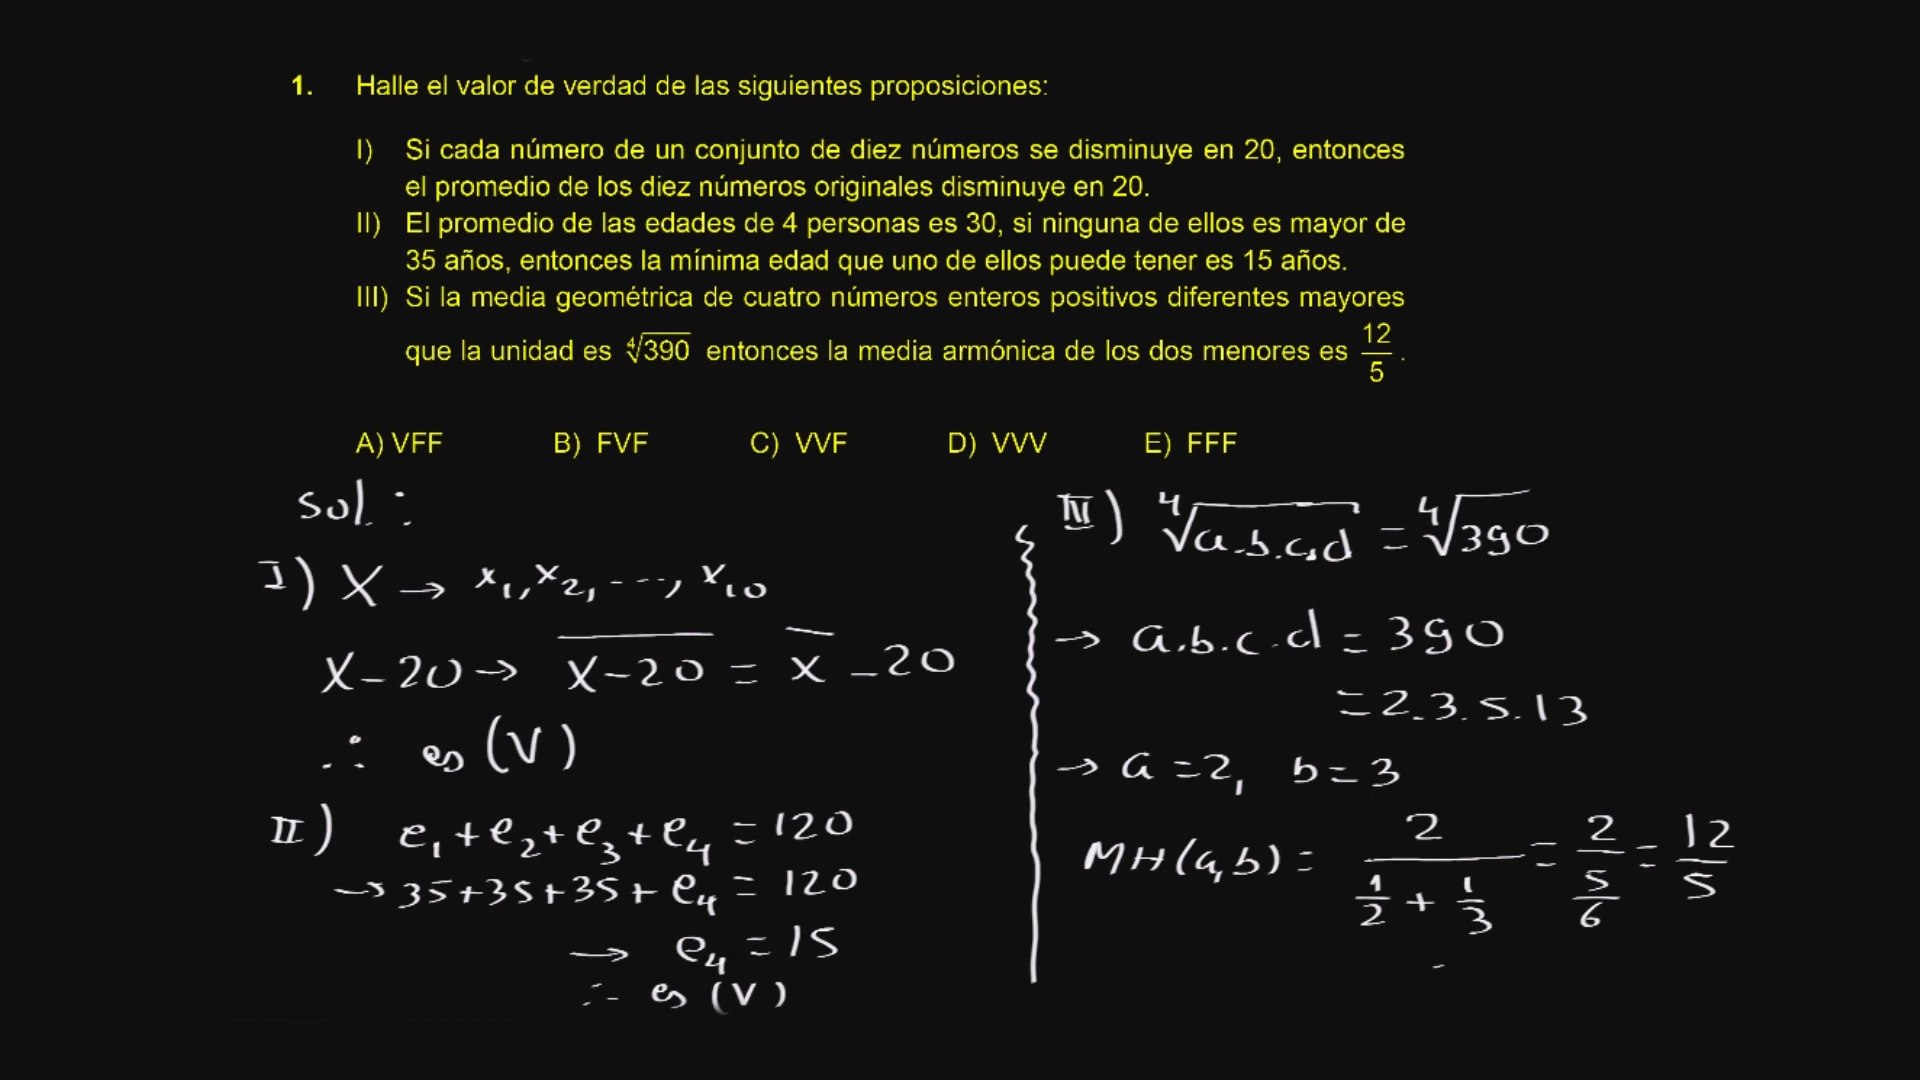 1. Halle el valor de verdad de las siguientes proposiciones:
I) Si cada número de un conjunto de diez números se disminuye en 20, entonces
el promedio de los diez números originales disminuye en 20.
II) El promedio de las edades de 4 personas es 30, si ninguna de ellos es mayor de
35 años, entonces la mínima edad que uno de ellos puede tener es 15 años.
III) Si la media geométrica de cuatro números enteros positivos diferentes mayores
que la unidad es ∜390 entonces la media armónica de los dos menores es 12/5.
A) VFF B) FVF C) VVF D) VVV E) FFF
Sol :
I) X → x₁, x₂, ---, x₁₀
X-20 → \overline{X-20} = \overline{x} - 20
∴ es (V)
II) e₁ + e₂ + e₃ + e₄ = 120
→ 35+35+35+e₄ = 120
→ e₄ = 15
∴ es (V)
III) ∜(a.b.c.d) = ∜390
→ a.b.c.d = 390
= 2.3.5.13
→ a = 2, b = 3
MH(a,b) = 2/(1/2 + 1/3) = 2/(5/6) = 12/5